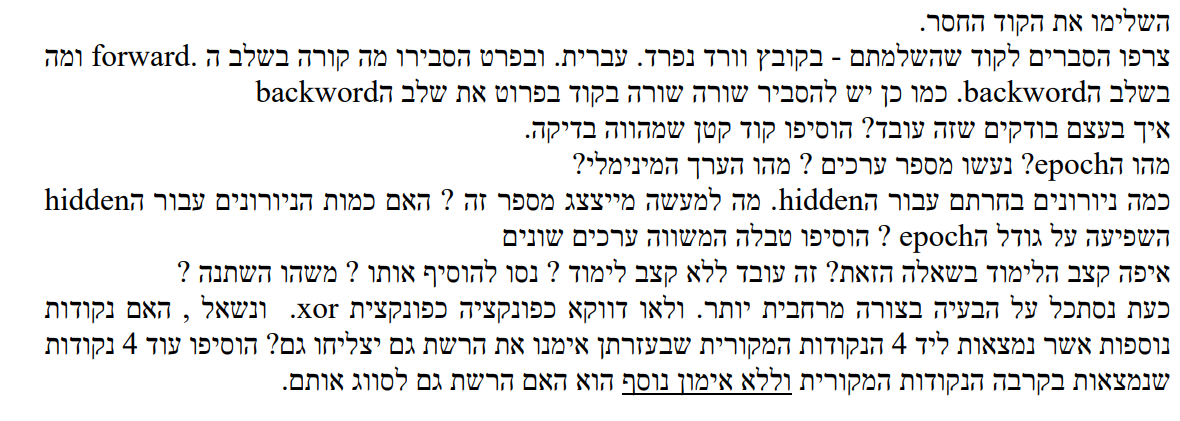 השלימו את הקוד החסר.
צרפו הסברים לקוד שהשלמתם - בקובץ וורד נפרד. עברית. ובפרט הסבירו מה קורה בשלב ה forward. ומה
בשלב הbackword. כמו כן יש להסביר שורה שורה בקוד בפרוט את שלב הbackword
איך בעצם בודקים שזה עובד? הוסיפו קוד קטן שמהווה בדיקה.
מהו הepoch? נעשו מספר ערכים ? מהו הערך המינימלי?
כמה ניורונים בחרתם עבור הhidden. מה למעשה מייצצג מספר זה ? האם כמות הניורונים עבור הhidden
השפיעה על גודל הepoch ? הוסיפו טבלה המשווה ערכים שונים
איפה קצב הלימוד בשאלה הזאת? זה עובד ללא קצב לימוד ? נסו להוסיף אותו ? משהו השתנה ?
כעת נסתכל על הבעיה בצורה מרחבית יותר. ולאו דווקא כפונקציה כפונקצית xor. ונשאל , האם נקודות
נוספות אשר נמצאות ליד 4 הנקודות המקורית שבעזרתן אימנו את הרשת גם יצליחו גם? הוסיפו עוד 4 נקודות
שנמצאות בקרבה הנקודות המקורית וללא אימון נוסף הוא האם הרשת גם לסווג אותם.